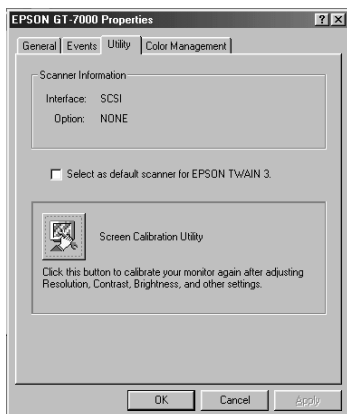 EPSON GT-7000 Properties
General Events Utility Color Management
Scanner Information
Interface: SCSI
Option: NONE
Select as default scanner for EPSON TWAIN 3.
Screen Calibration Utility
Click this button to calibrate your monitor again after adjusting
Resolution, Contrast, Brightness, and other settings.
OK Cancel Apply